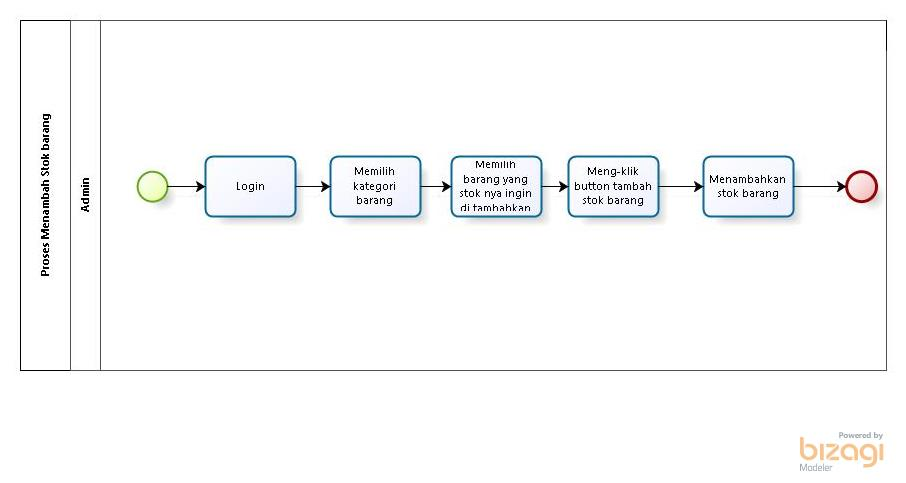 Proses Menambah Stok barang
Admin
Login
Memilih
kategori
barang
Memilih
barang yang
stok nya ingin
di tambahkan
Meng-klik
button tambah
stok barang
Menambahkan
stok barang
Powered by
bizagi
Modeler